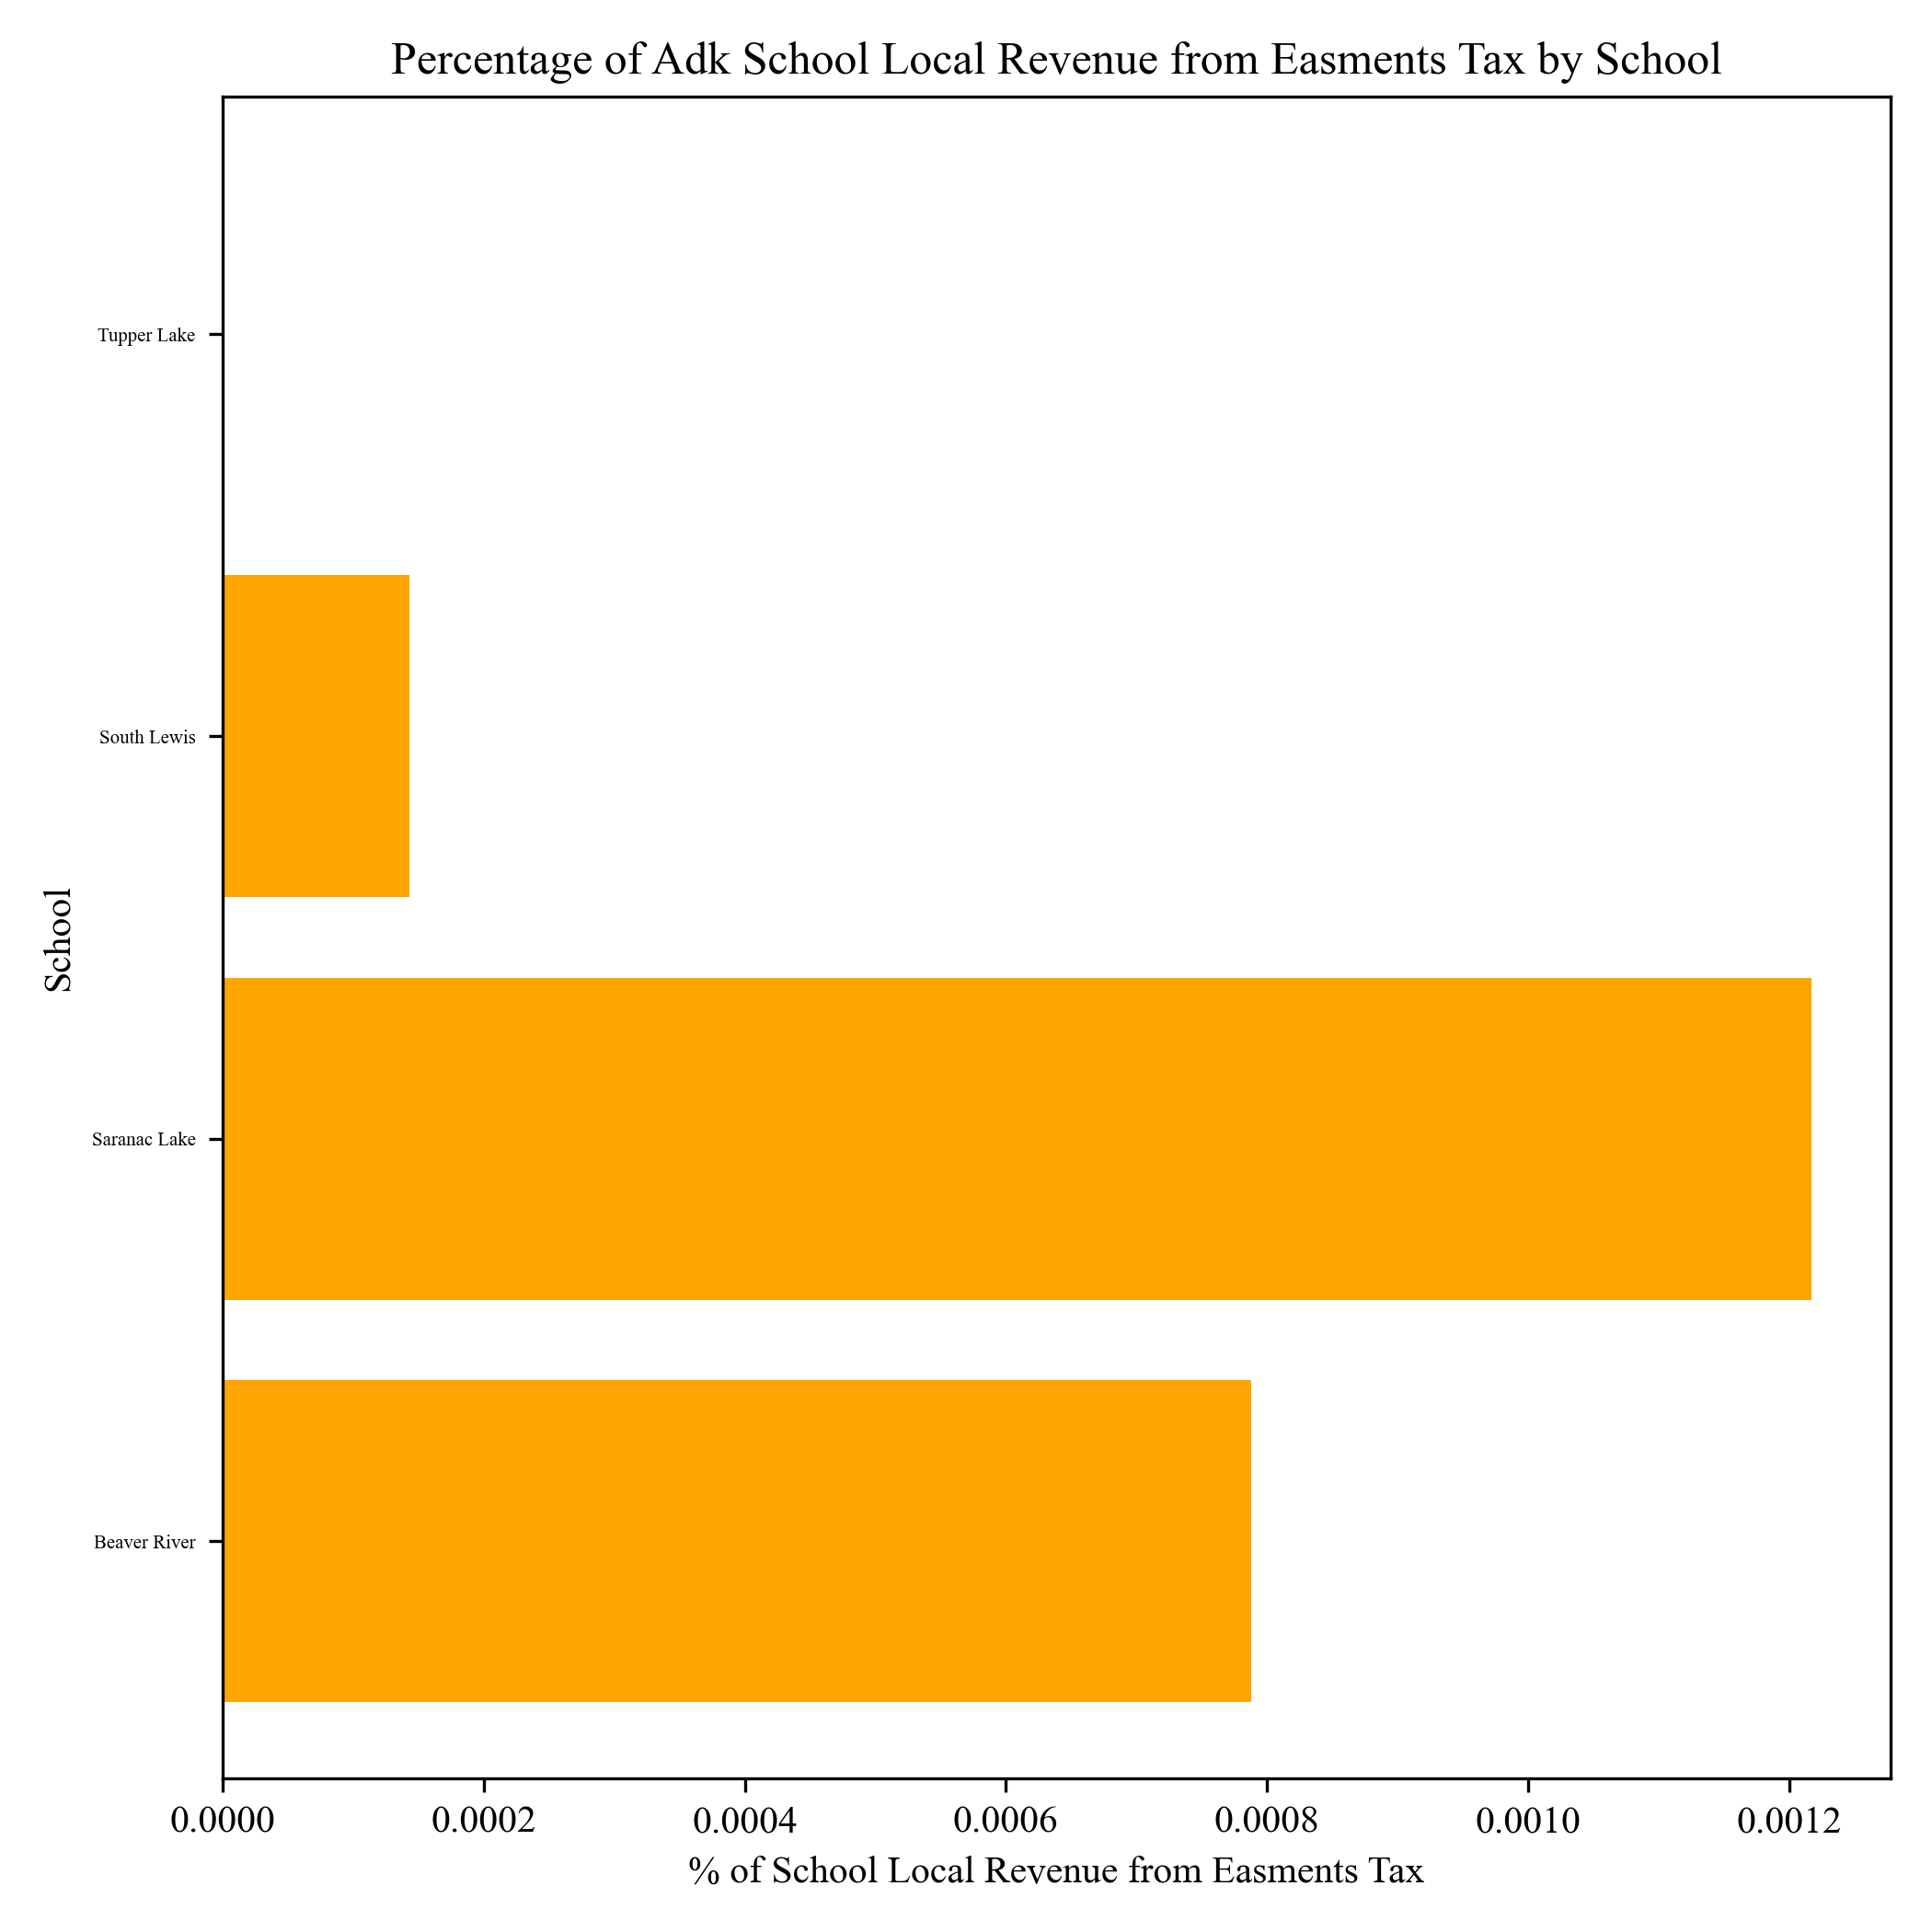 Percentage of Adk School Local Revenue from Easments Tax by School
Tupper Lake
South Lewis
School
Saranac Lake
Beaver River
0.0000 0.0002 0.0004 0.0006 0.0008 0.0010 0.0012
% of School Local Revenue from Easments Tax